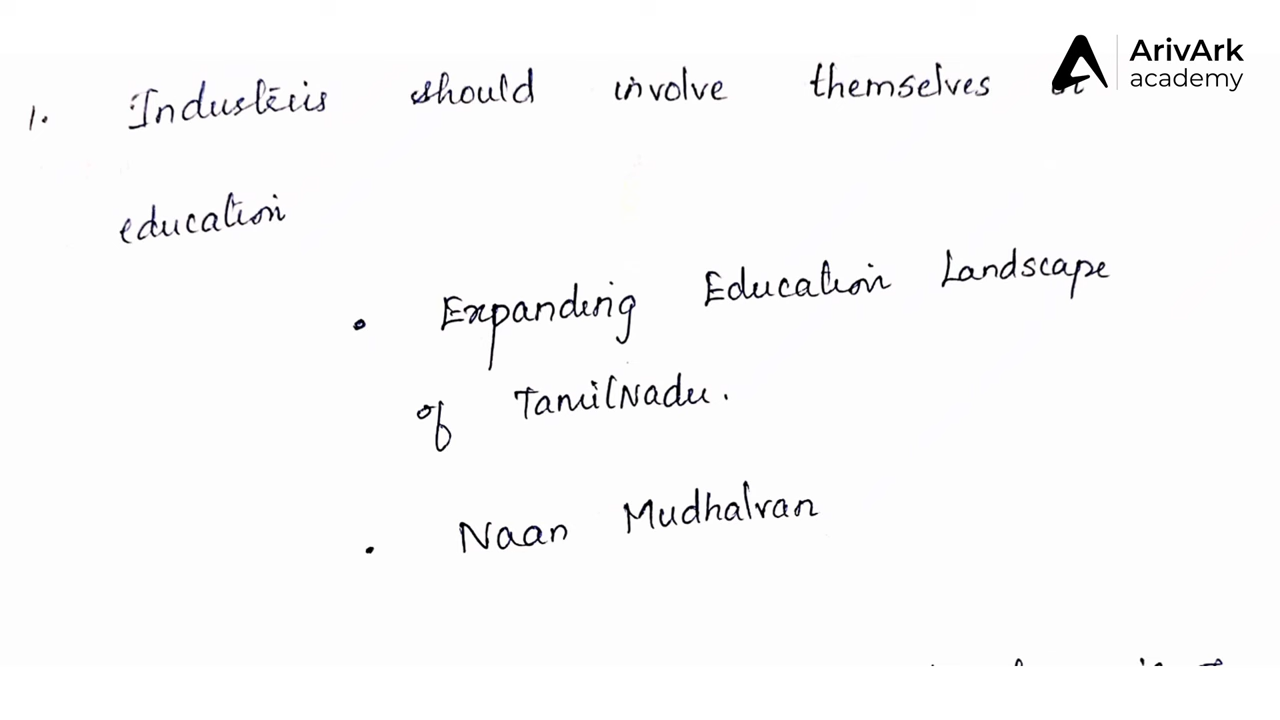 ArivArk
academy
1. Industries should involve themselves
education
• Expanding Education Landscape
of TamilNadu.
• Naan Mudhalvan